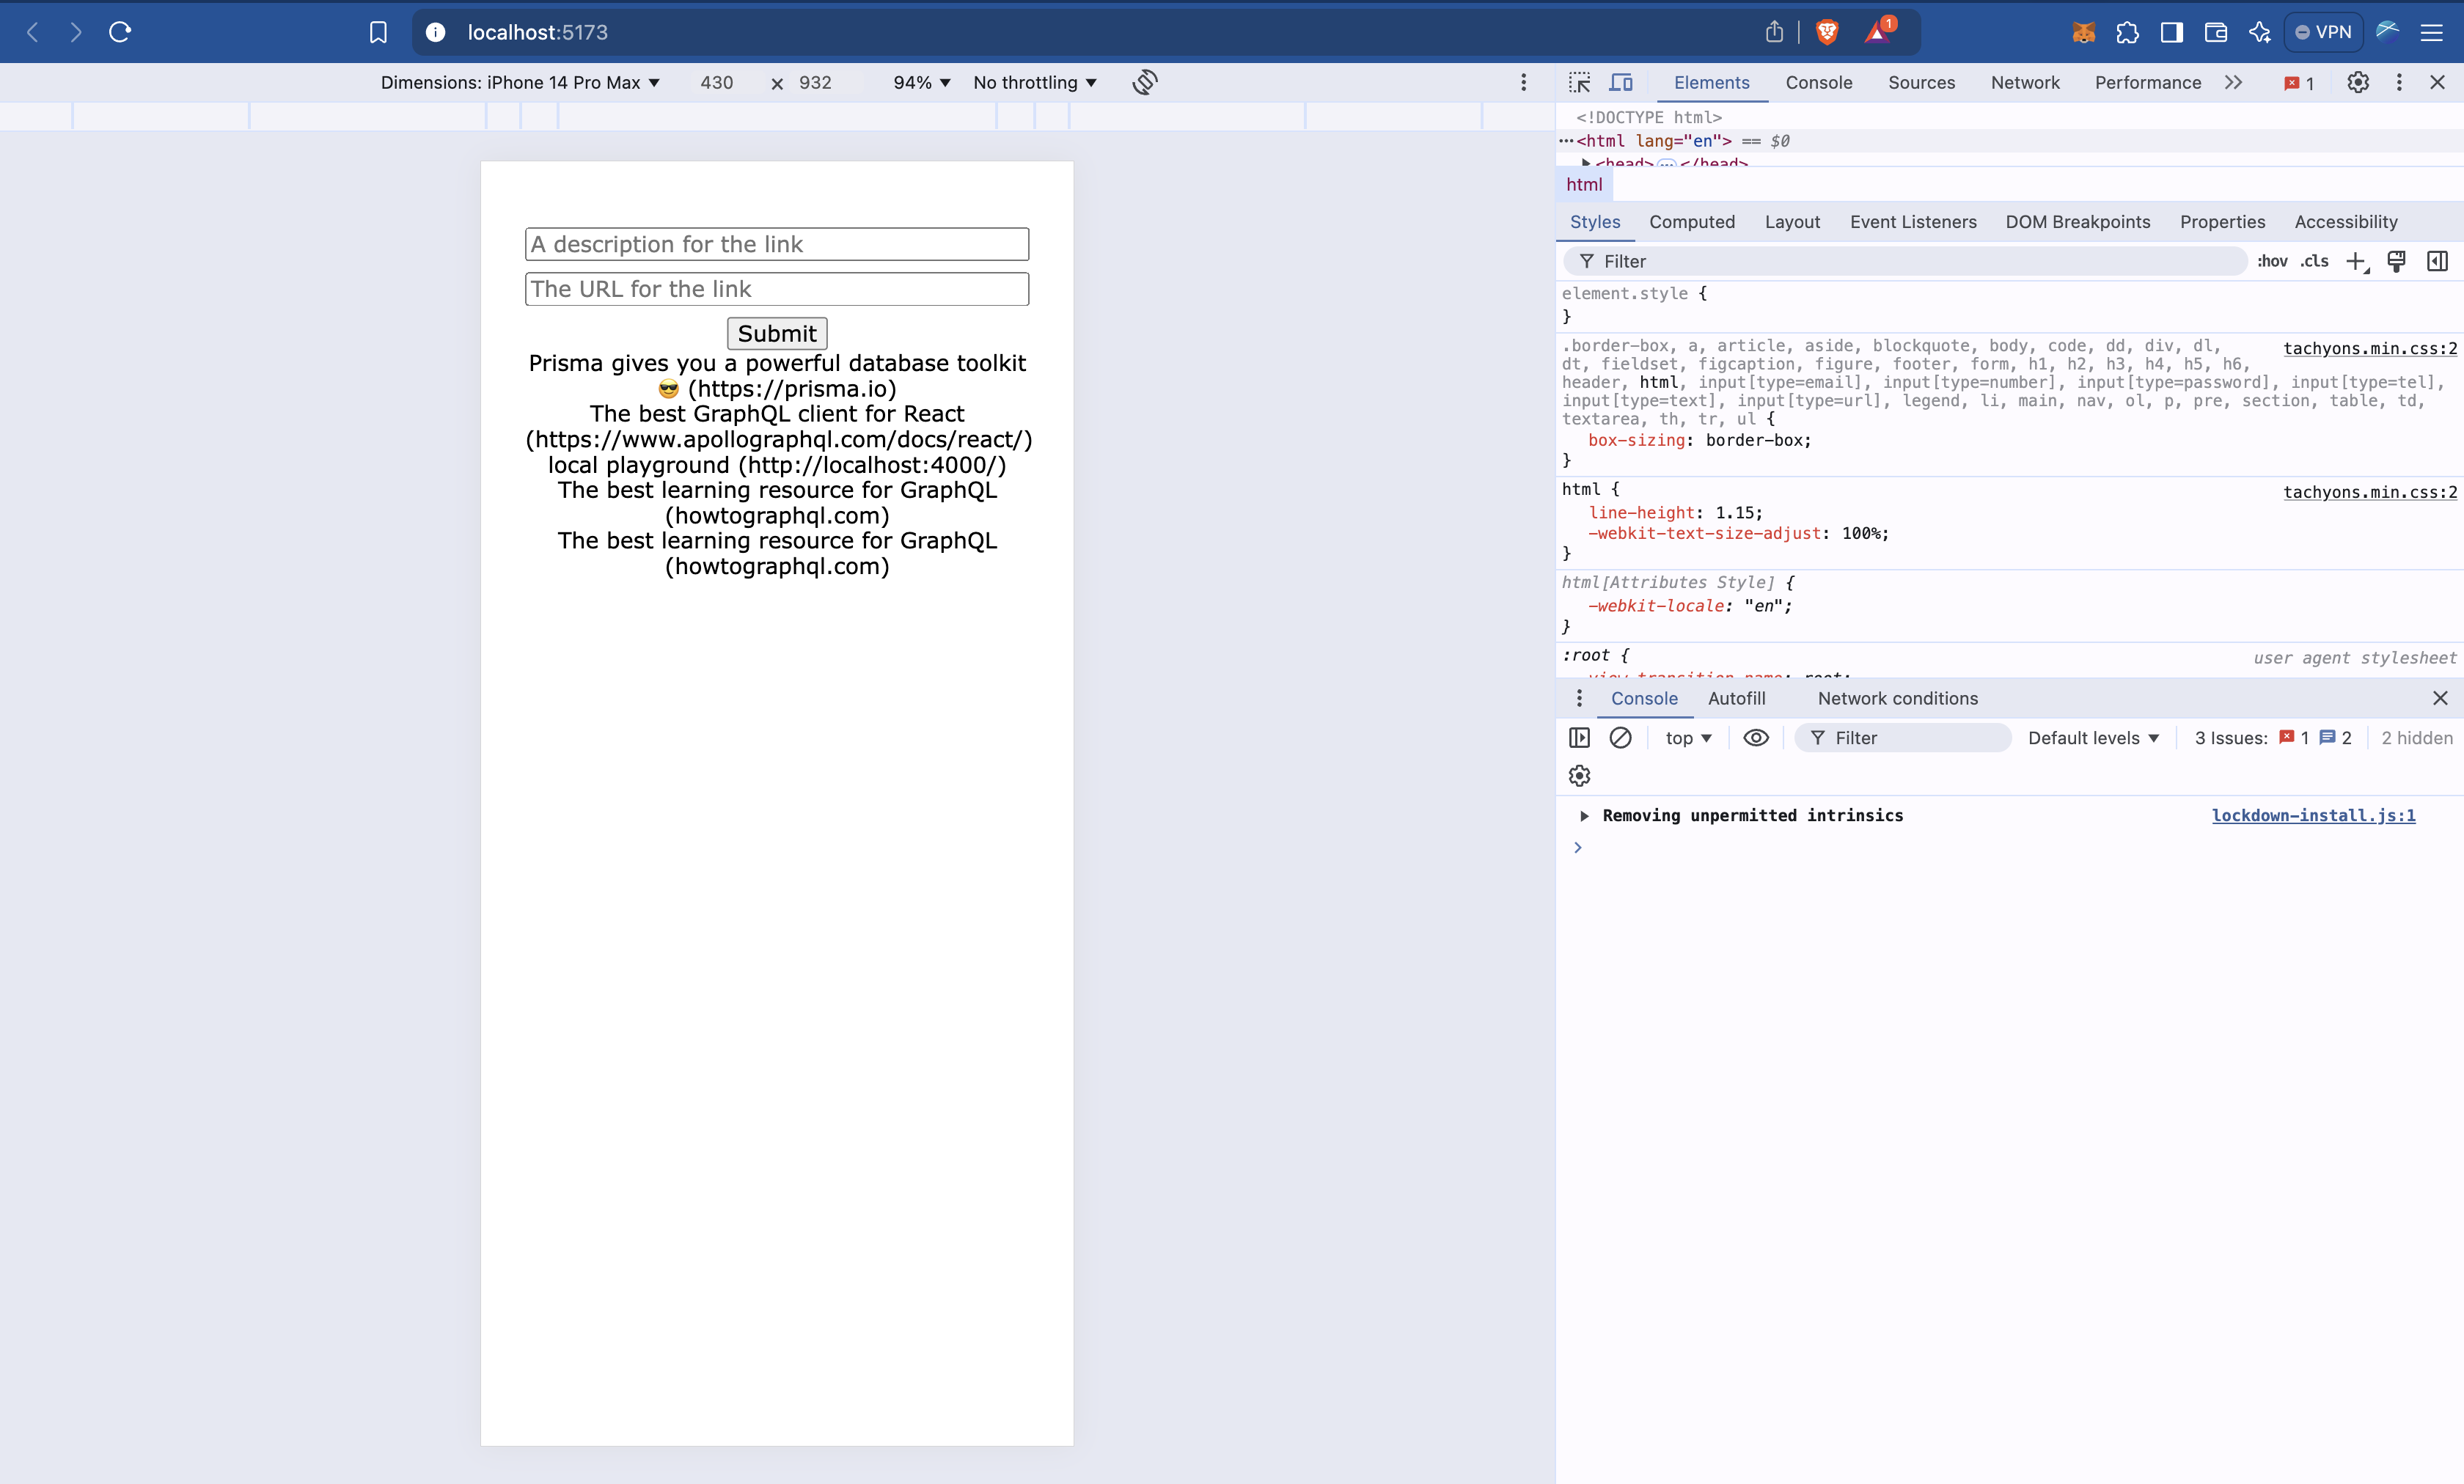 localhost:5173
1
VPN
Dimensions: iPhone 14 Pro Max ▼ 430 × 932 94% ▼ No throttling ▼
Elements Console Sources Network Performance 1
<!DOCTYPE html>
<html lang="en"> == $0
<head> … </head>
html
Styles Computed Layout Event Listeners DOM Breakpoints Properties Accessibility
Filter :hov .cls
element.style {
}
.border-box, a, article, aside, blockquote, body, code, dd, div, dl, tachyons.min.css:2
dt, fieldset, figcaption, figure, footer, form, h1, h2, h3, h4, h5, h6,
header, html, input[type=email], input[type=number], input[type=password], input[type=tel],
input[type=text], input[type=url], legend, li, main, nav, ol, p, pre, section, table, td,
textarea, th, tr, ul {
box-sizing: border-box;
}
html { tachyons.min.css:2
line-height: 1.15;
-webkit-text-size-adjust: 100%;
}
html[Attributes Style] {
-webkit-locale: "en";
}
:root { user agent stylesheet
view-transition-name: root;
Console Autofill Network conditions
top ▼ Filter Default levels ▼ 3 Issues: 1 2 2 hidden
Removing unpermitted intrinsics lockdown-install.js:1
A description for the link
The URL for the link
Submit
Prisma gives you a powerful database toolkit
😎 (https://prisma.io)
The best GraphQL client for React
(https://www.apollographql.com/docs/react/)
local playground (http://localhost:4000/)
The best learning resource for GraphQL
(howtographql.com)
The best learning resource for GraphQL
(howtographql.com)